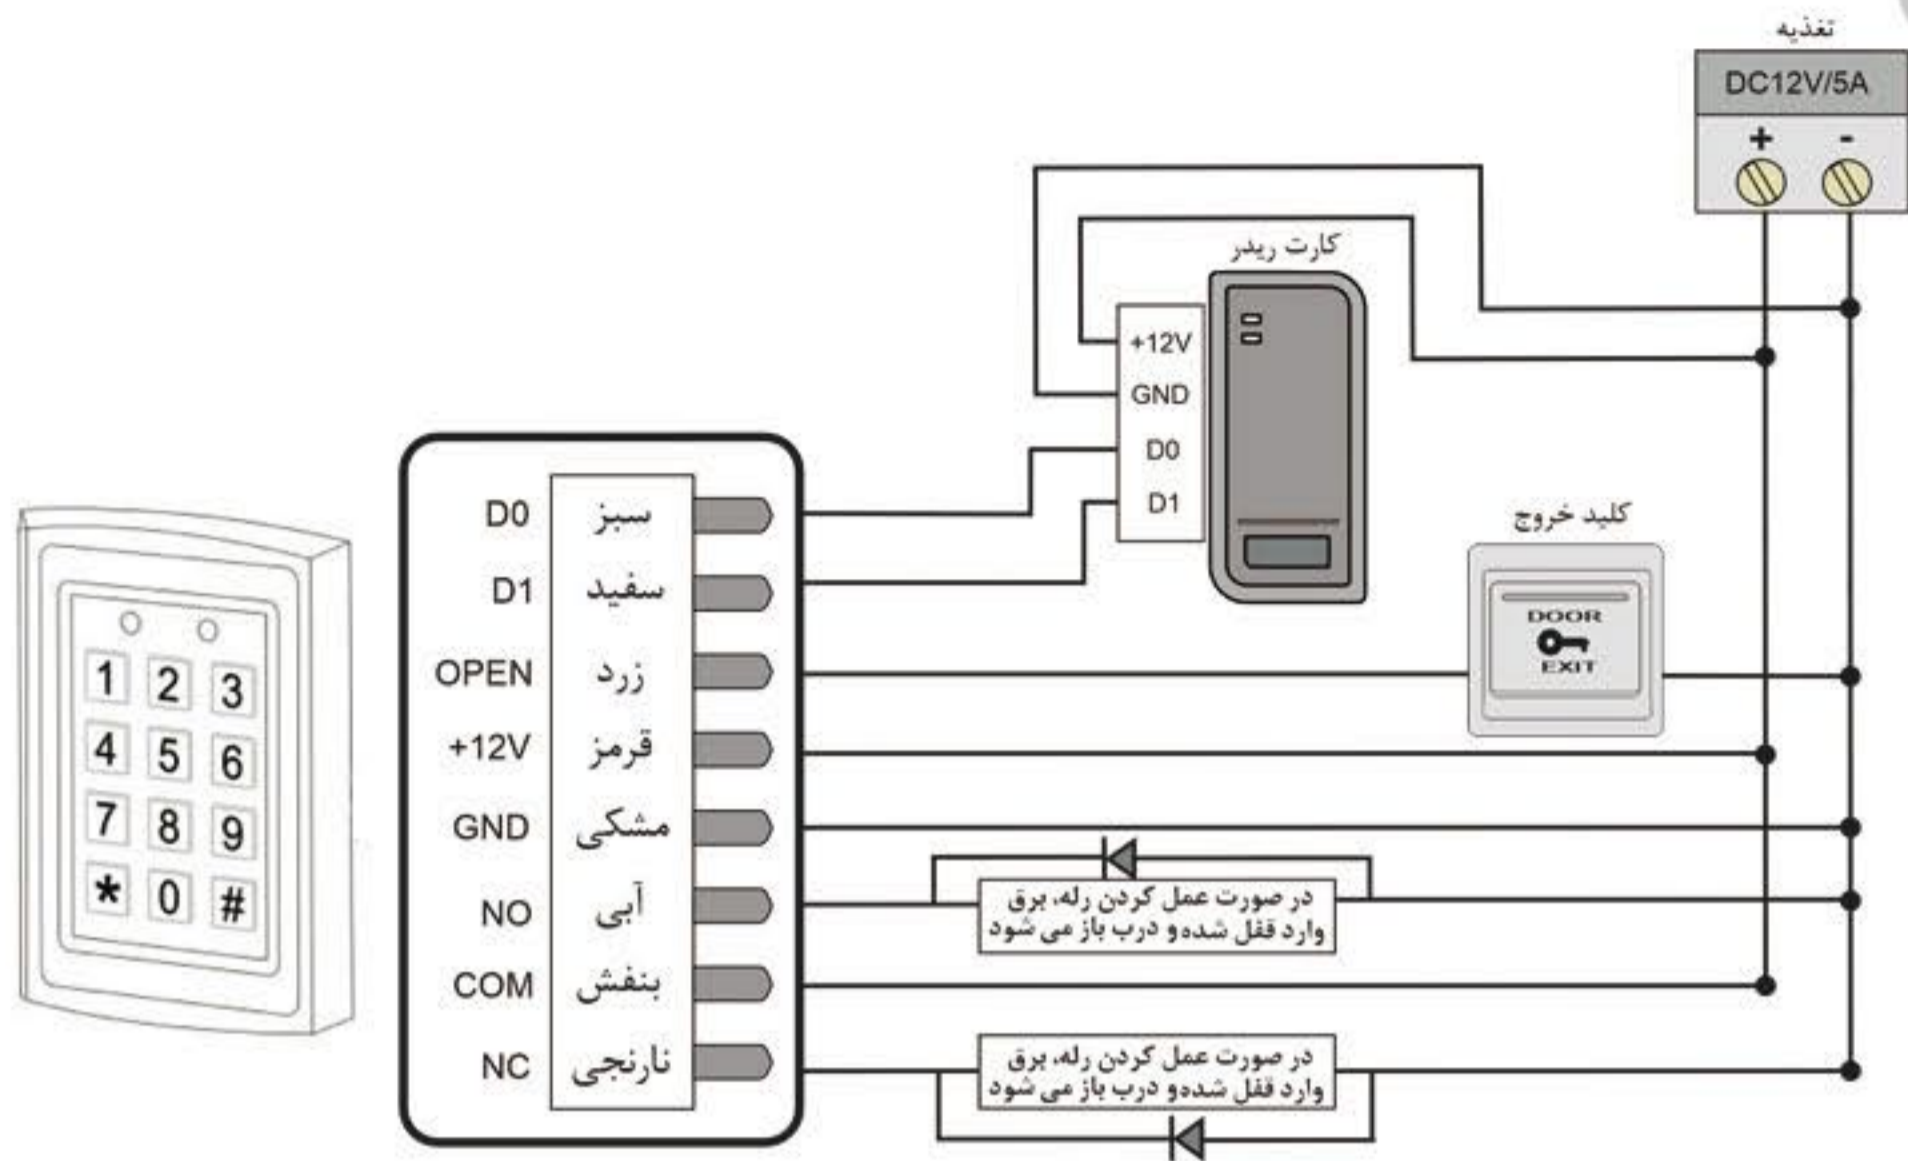 تغذیه
DC12V/5A
+ -
کارت ریدر
+12V
GND
D0
D1
کلید خروج
DOOR
EXIT
1 2 3
4 5 6
7 8 9
* 0 #
D0 سبز
D1 سفید
OPEN زرد
+12V قرمز
GND مشکی
NO آبی
COM بنفش
NC نارنجی
در صورت عمل کردن رله، برق
وارد قفل شده و درب باز می شود
در صورت عمل کردن رله، برق
وارد قفل شده و درب باز می شود